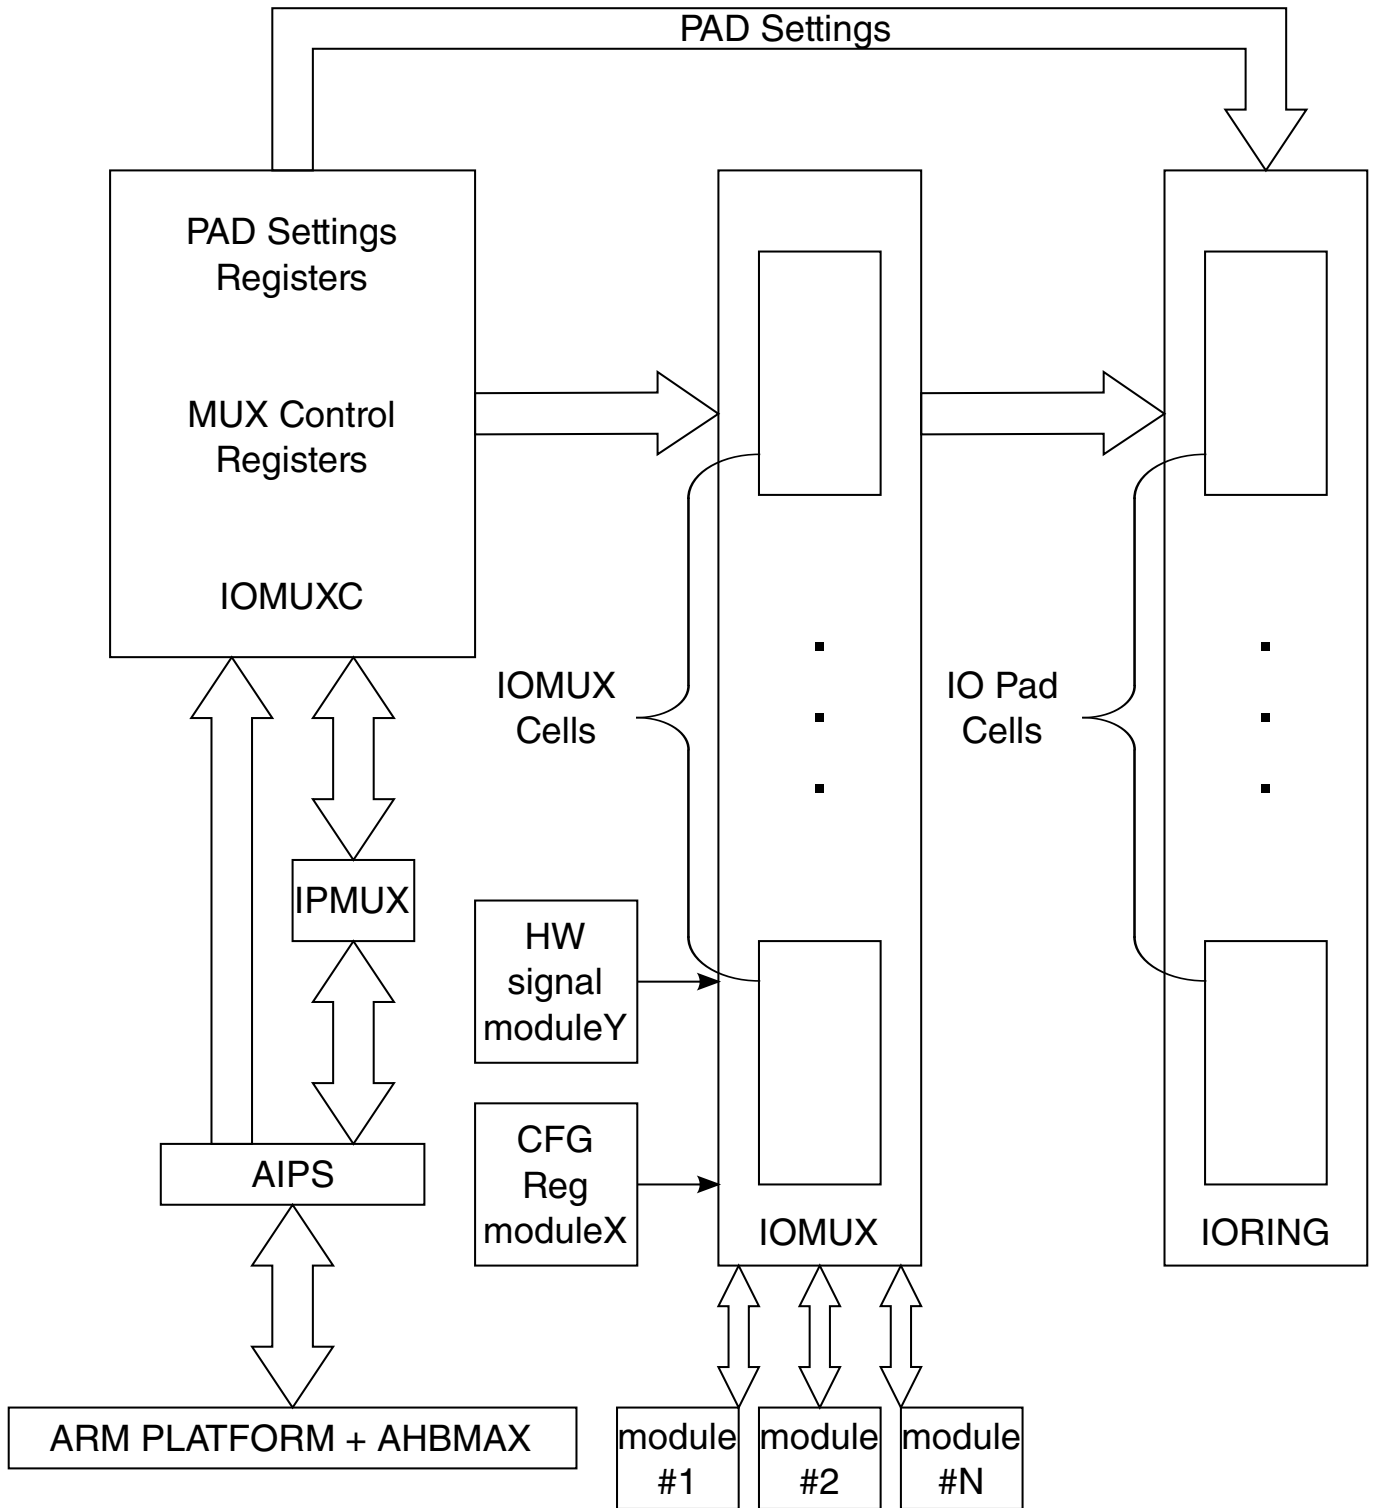 PAD Settings
PAD Settings
Registers
MUX Control
Registers
IOMUXC
IOMUX
Cells
IO Pad
Cells
IPMUX
HW
signal
moduleY
CFG
Reg
moduleX
AIPS
IOMUX
IORING
ARM PLATFORM + AHBMAX
module
#1
module
#2
module
#N